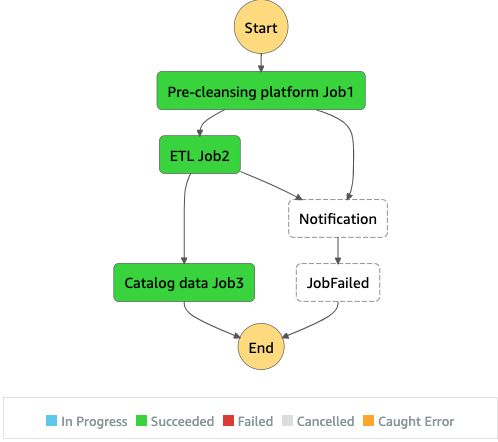 Start
Pre-cleansing platform Job1
ETL Job2
Notification
Catalog data Job3
JobFailed
End
In Progress
Succeeded
Failed
Cancelled
Caught Error